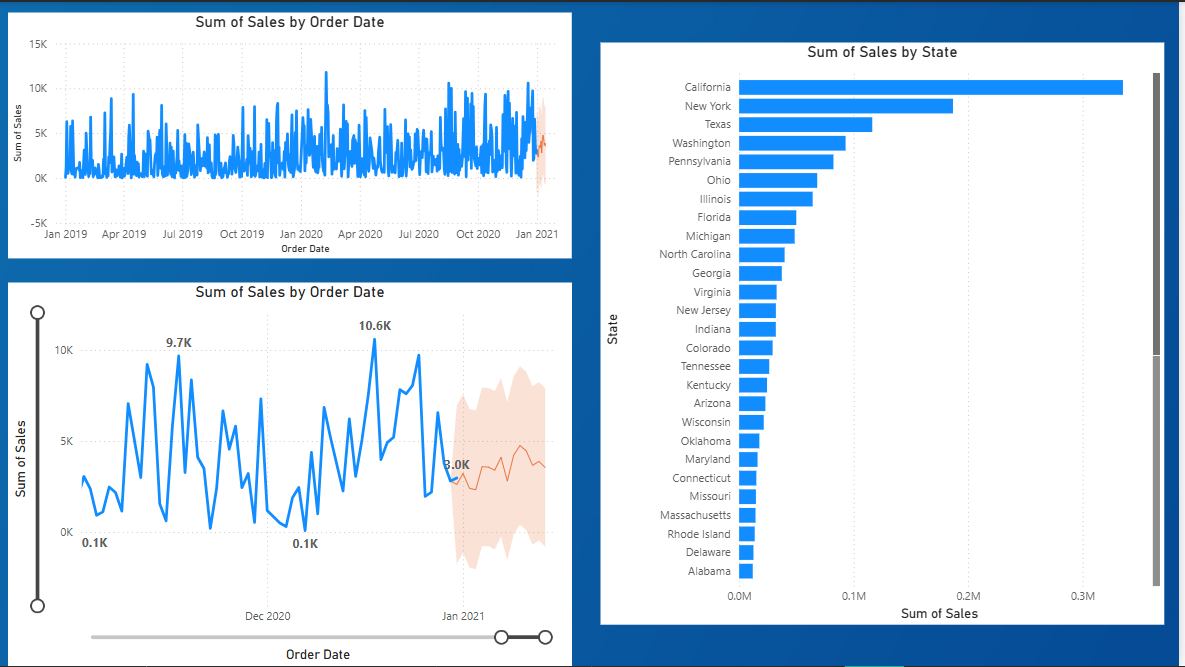 Sum of Sales by Order Date
Sum of Sales
15K
10K
5K
0K
-5K
Jan 2019 Apr 2019 Jul 2019 Oct 2019 Jan 2020 Apr 2020 Jul 2020 Oct 2020 Jan 2021
Order Date
Sum of Sales by Order Date
Sum of Sales
10K
5K
0K
9.7K
10.6K
3.0K
0.1K
0.1K
Dec 2020 Jan 2021
Order Date
Sum of Sales by State
State
California
New York
Texas
Washington
Pennsylvania
Ohio
Illinois
Florida
Michigan
North Carolina
Georgia
Virginia
New Jersey
Indiana
Colorado
Tennessee
Kentucky
Arizona
Wisconsin
Oklahoma
Maryland
Connecticut
Missouri
Massachusetts
Rhode Island
Delaware
Alabama
0.0M 0.1M 0.2M 0.3M
Sum of Sales